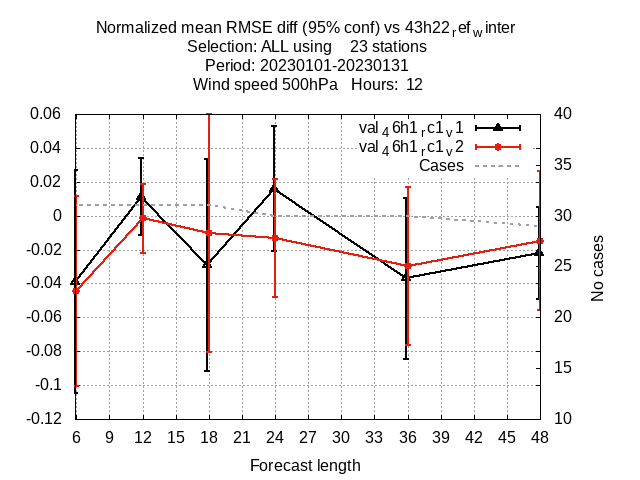 Normalized mean RMSE diff (95% conf) vs 43h22refwinter
Selection: ALL using 23 stations
Period: 20230101-20230131
Wind speed 500hPa Hours: 12
val46h1rc1v1
val46h1rc1v2
Cases
0.06
0.04
0.02
0
-0.02
-0.04
-0.06
-0.08
-0.1
-0.12
40
35
30
25
20
15
10
No cases
6 9 12 15 18 21 24 27 30 33 36 39 42 45 48
Forecast length